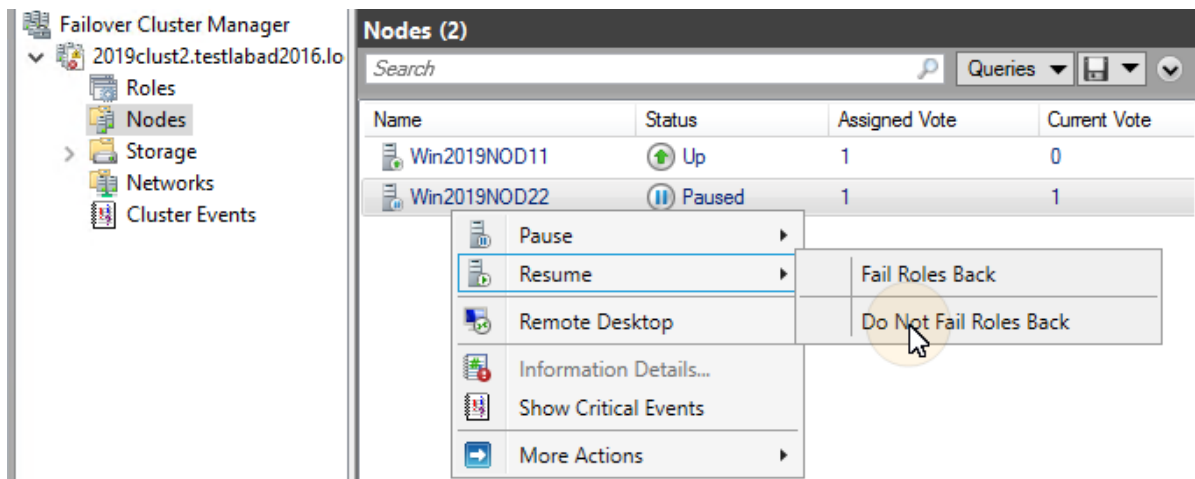 Failover Cluster Manager
2019clust2.testlabad2016.lo
Roles
Nodes
Storage
Networks
Cluster Events
Nodes (2)
Search
Queries
Name Status Assigned Vote Current Vote
Win2019NOD11 Up 1 0
Win2019NOD22 Paused 1 1
Pause
Resume
Fail Roles Back
Do Not Fail Roles Back
Remote Desktop
Information Details...
Show Critical Events
More Actions